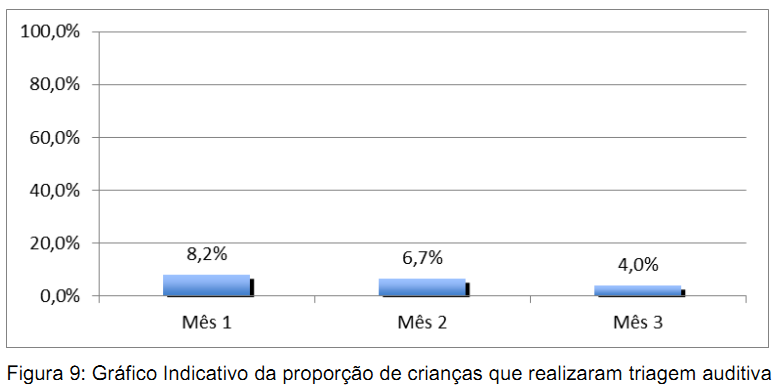 100,0%
80,0%
60,0%
40,0%
20,0%
0,0%
8,2%
6,7%
4,0%
Mês 1
Mês 2
Mês 3
Figura 9: Gráfico Indicativo da proporção de crianças que realizaram triagem auditiva